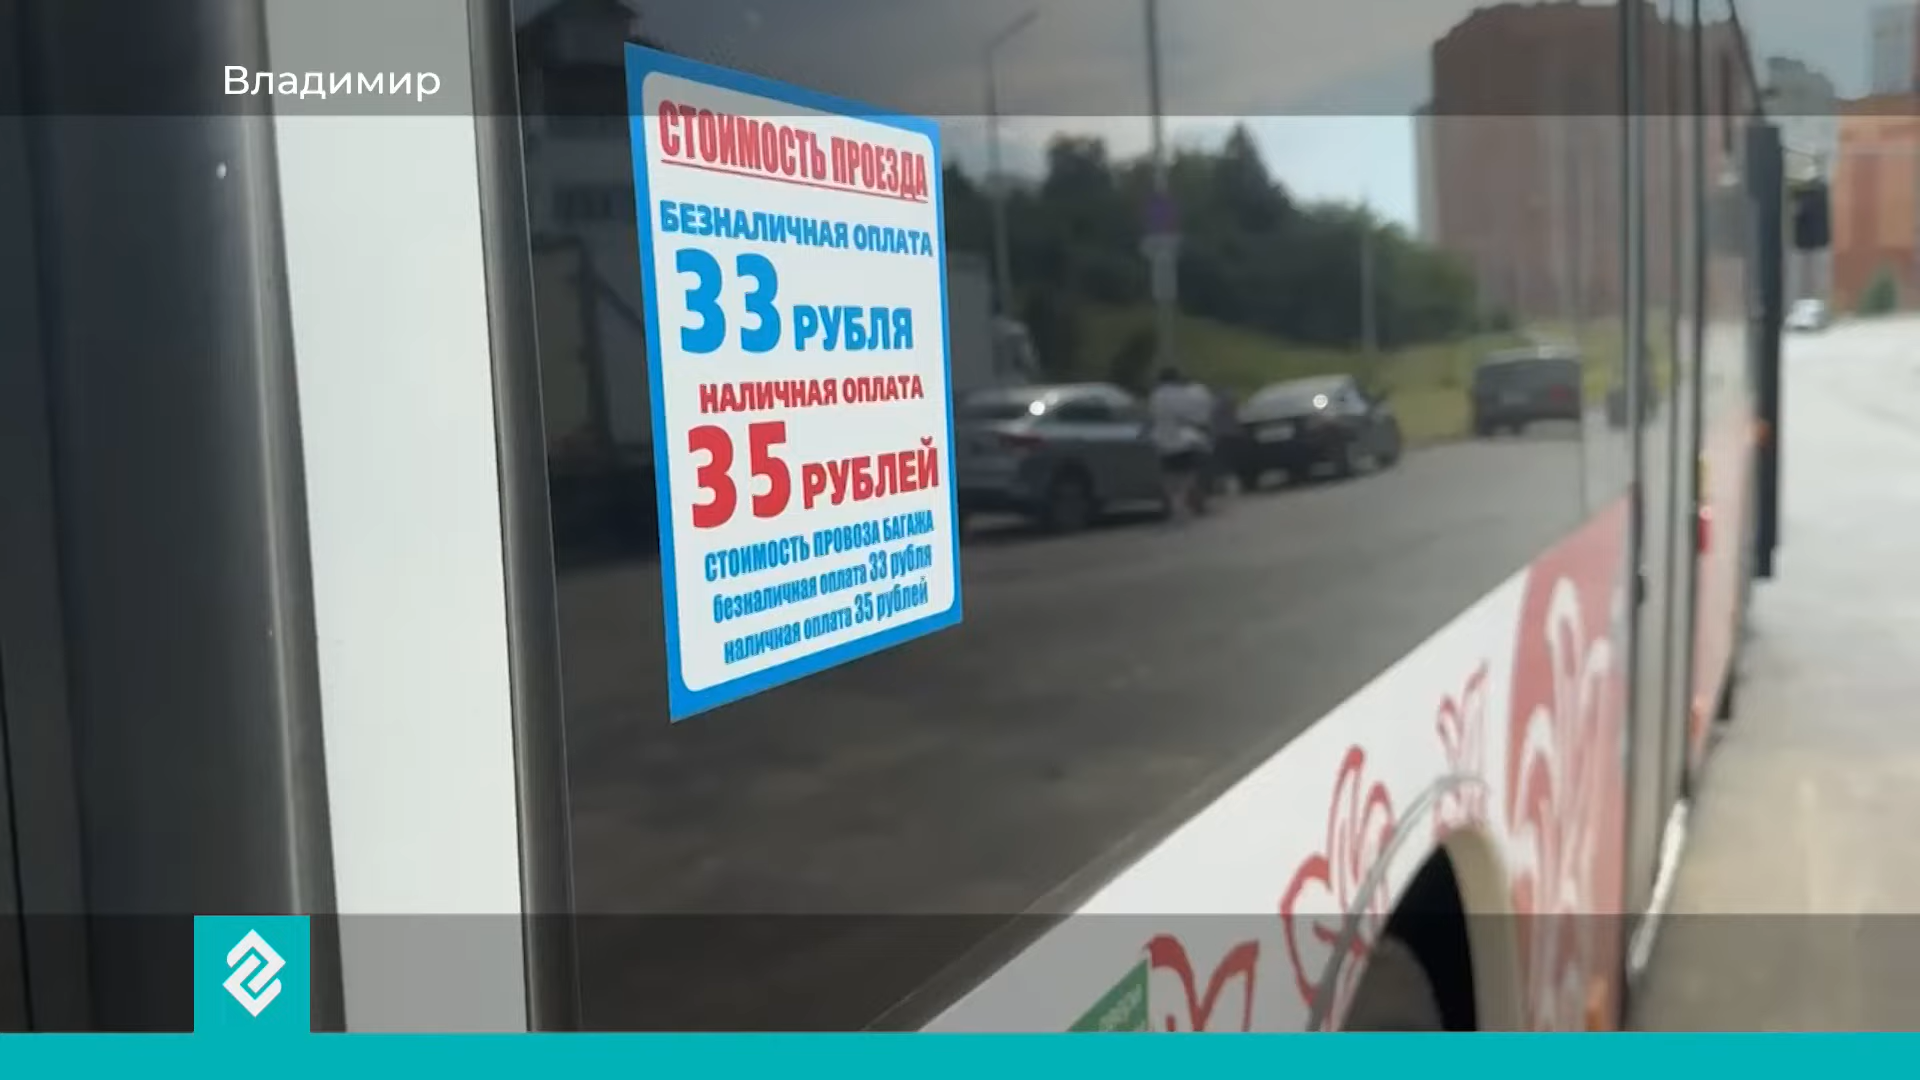 Владимир
СТОИМОСТЬ ПРОЕЗДА
БЕЗНАЛИЧНАЯ ОПЛАТА
33 РУБЛЯ
НАЛИЧНАЯ ОПЛАТА
35 РУБЛЕЙ
СТОИМОСТЬ ПРОВОЗА БАГАЖА
безналичная оплата 33 рубля
наличная оплата 35 рублей